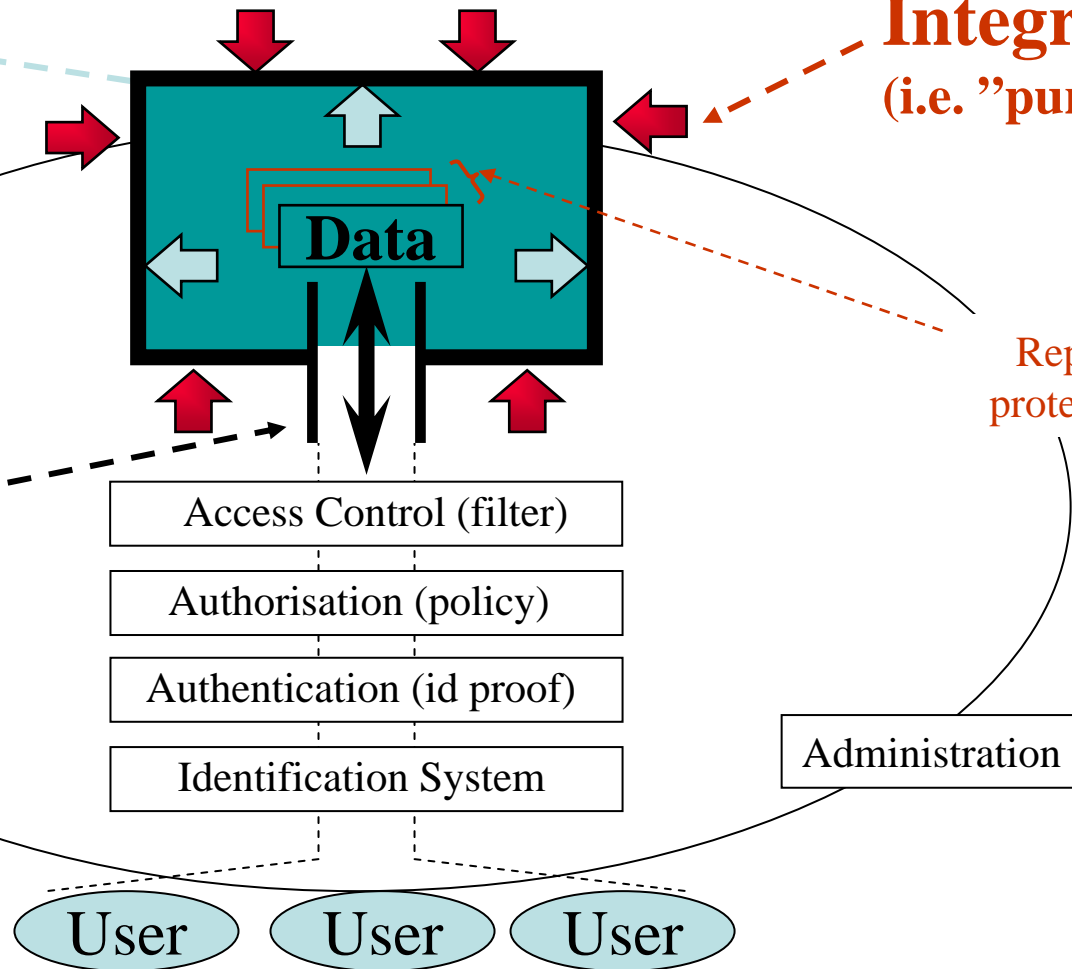 Integr
(i.e. ”pur
Data
Rep
prote
Access Control (filter)
Authorisation (policy)
Authentication (id proof)
Administration
Identification System
User User User